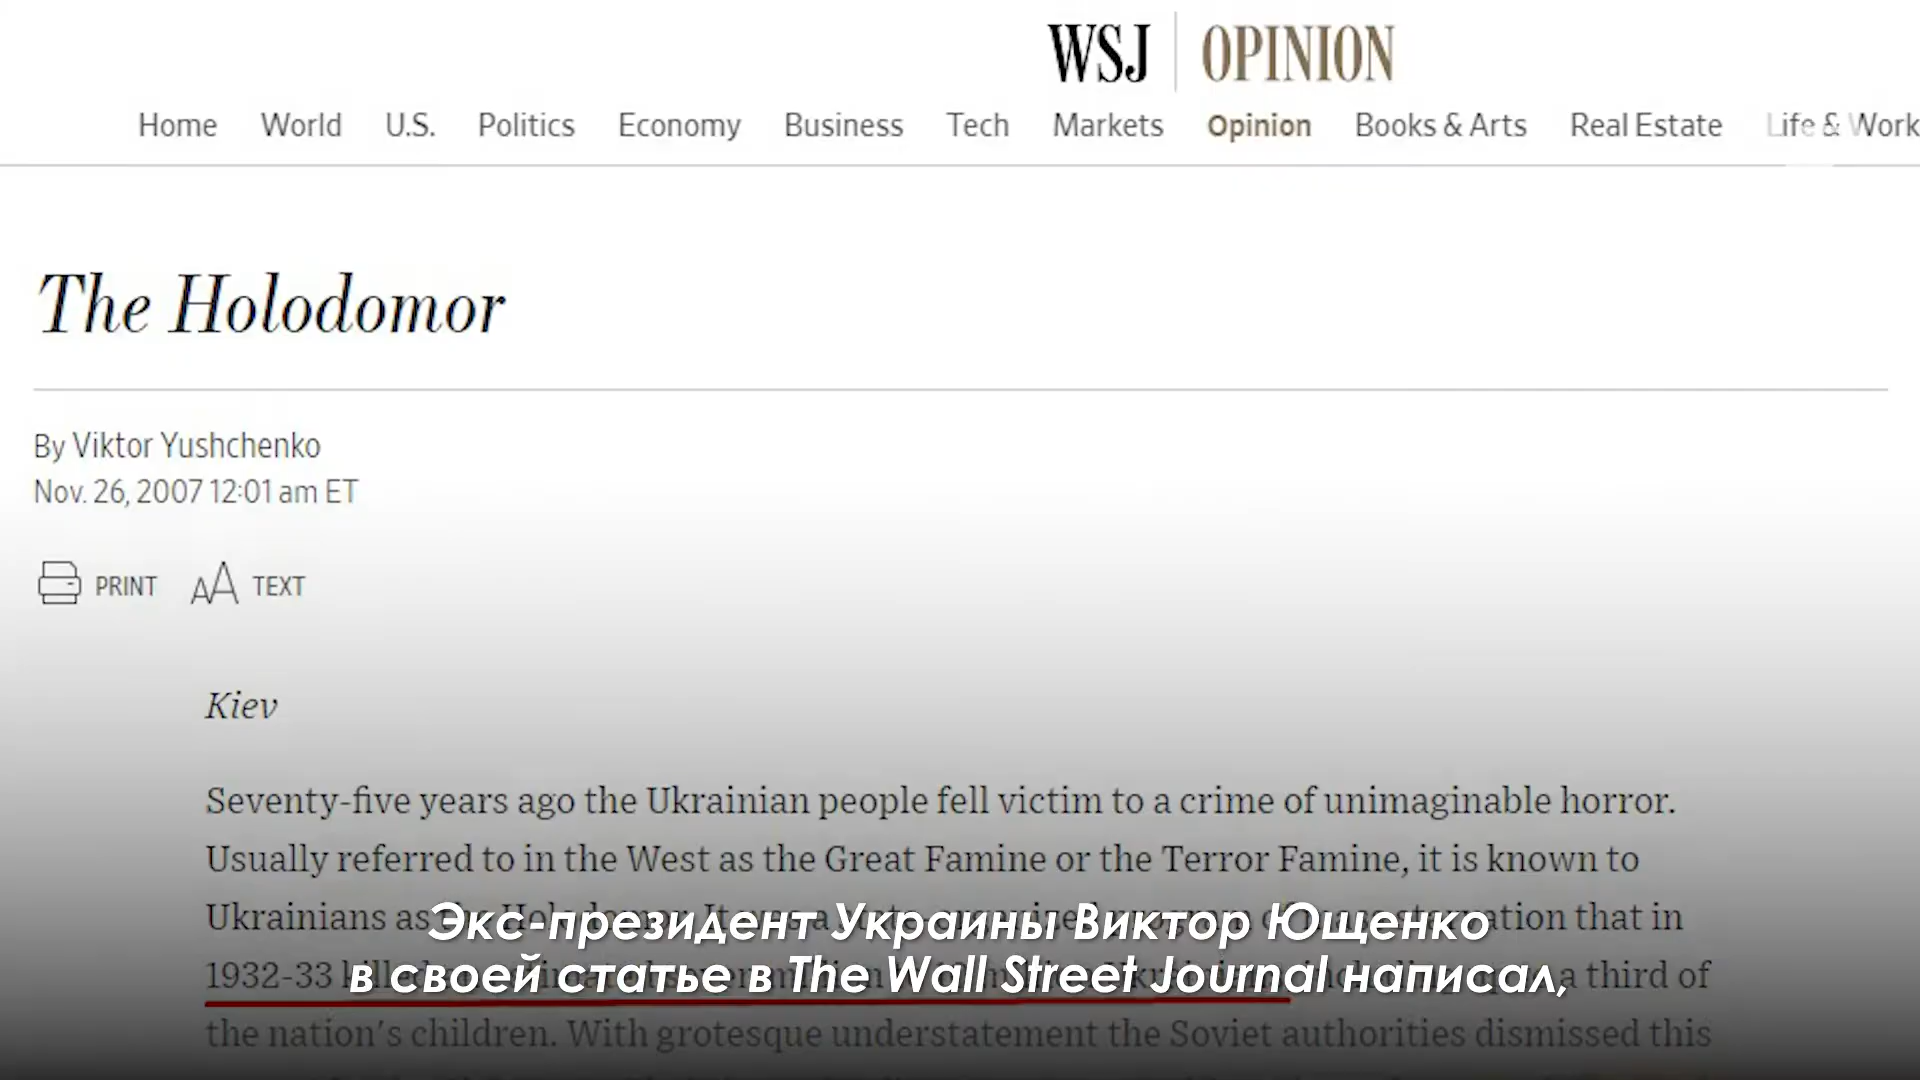 WSJ OPINION
Home World U.S. Politics Economy Business Tech Markets Opinion Books & Arts Real Estate Life & Work
The Holodomor
By Viktor Yushchenko
Nov. 26, 2007 12:01 am ET
PRINT AA TEXT
Kiev
Seventy-five years ago the Ukrainian people fell victim to a crime of unimaginable horror.
Usually referred to in the West as the Great Famine or the Terror Famine, it is known to
Ukrainians as that in
Экс-президент Украины Виктор Ющенко
1932-33 a third of
в своей статье в The Wall Street Journal написал,
the nation's children. With grotesque understatement the Soviet authorities dismissed this